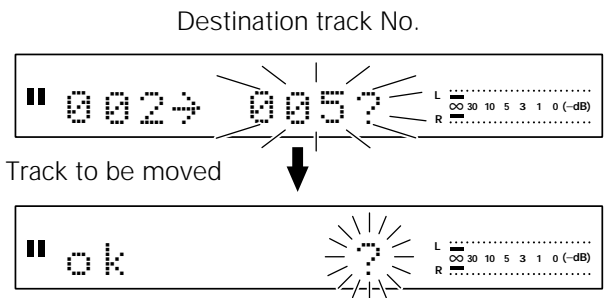 Destination track No.
002→ 005?
L
∞ 30 10 5 3 1 0 (−dB)
R
Track to be moved
ok ?
L
∞ 30 10 5 3 1 0 (−dB)
R